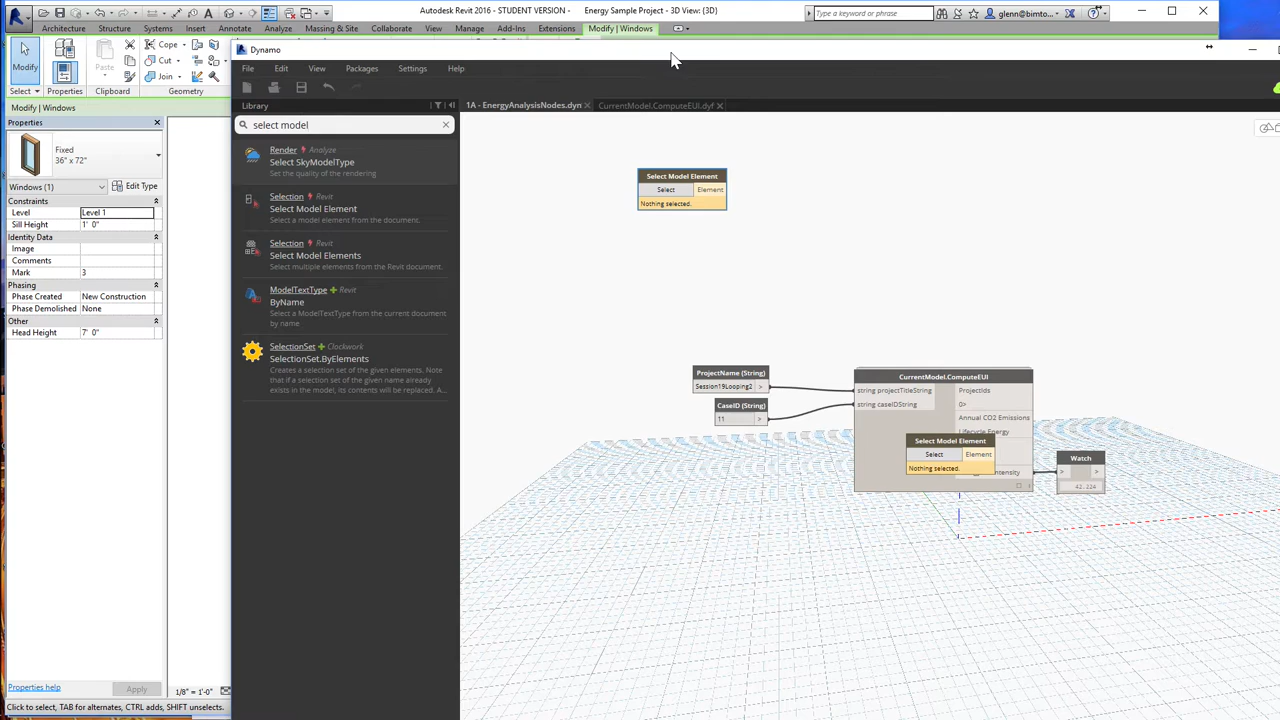 Autodesk Revit 2016 - STUDENT VERSION - Energy Sample Project - 3D View: {3D}
Type a keyword or phrase
glenn@bimto...
Architecture Structure Systems Insert Annotate Analyze Massing & Site Collaborate View Manage Add-Ins Extensions Modify | Windows
Modify
Paste
Cope
Cut
Join
Select Properties Clipboard Geometry
Modify | Windows
Properties
Fixed
36" x 72"
Windows (1) Edit Type
Constraints
Level Level 1
Sill Height 1' 0"
Identity Data
Image
Comments
Mark 3
Phasing
Phase Created New Construction
Phase Demolished None
Other
Head Height 7' 0"
Properties help Apply
1/8" = 1'-0"
Click to select, TAB for alternates, CTRL adds, SHIFT unselects.
Dynamo
File Edit View Packages Settings Help
Library
select model
Render Analyze
Select SkyModelType
Set the quality of the rendering
Selection Revit
Select Model Element
Select a model element from the document.
Selection Revit
Select Model Elements
Select multiple elements from the Revit document.
ModelTextType Revit
ByName
Select a ModelTextType from the current document
by name
SelectionSet Clockwork
SelectionSet.ByElements
Creates a selection set of the given elements. Note
that if a selection set of the given name already
exists in the model, its contents will be replaced. A...
1A - EnergyAnalysisNodes.dyn CurrentModel.ComputeEUI.dyf
Select Model Element
Select Element
Nothing selected.
ProjectName (String)
Session19Looping2 >
CaseID (String)
11 >
CurrentModel.ComputeEUI
string projectTitleString ProjectIds
string caseIDString 0>
Annual CO2 Emissions
Lifecycle Energy
Select Model Element
Select Element
Nothing selected.
Watch
> >
42.224